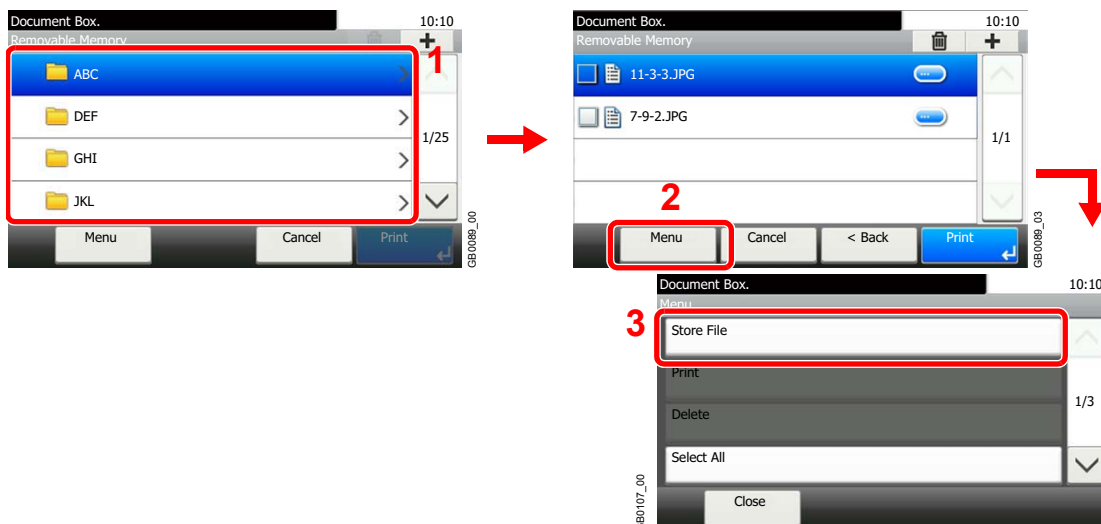 Document Box.
10:10
Removable Memory
1
ABC
DEF
1/25
GHI
JKL
Menu
Cancel
Print
GB0089_00
Document Box.
10:10
Removable Memory
11-3-3.JPG
7-9-2.JPG
1/1
2
Menu
Cancel
< Back
Print
GB0089_03
Document Box.
10:10
Menu
3
Store File
Print
1/3
Delete
Select All
Close
GB0107_00